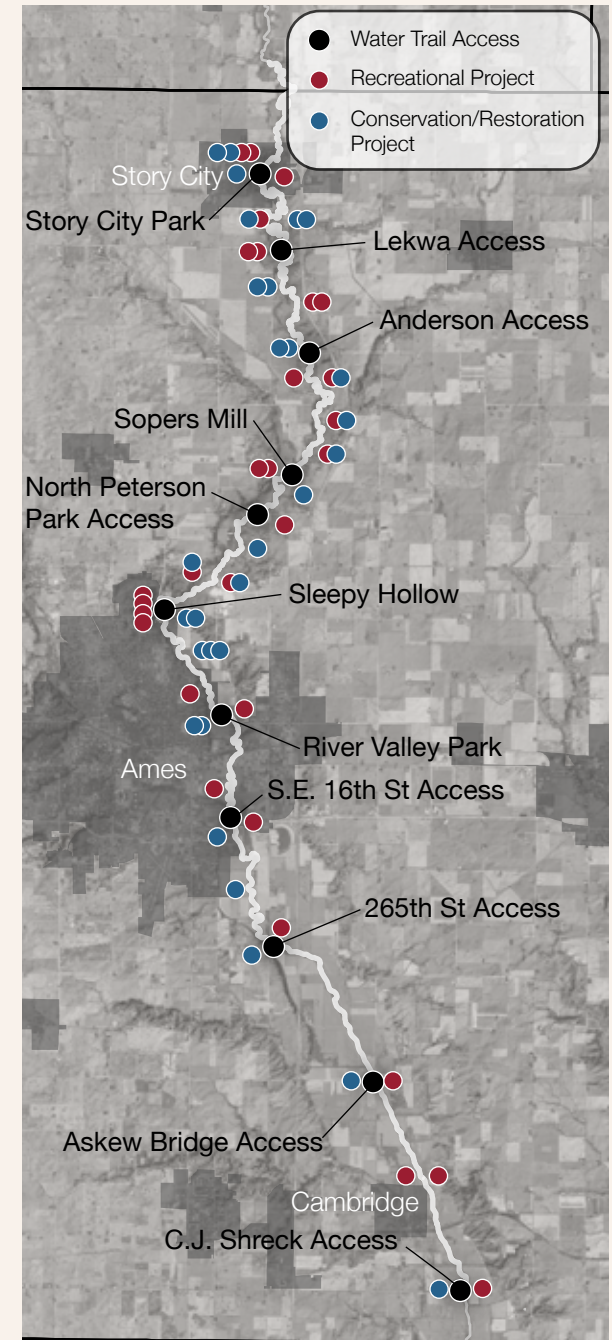 Water Trail Access
Recreational Project
Conservation/Restoration
Project
Story City
Story City Park
Lekwa Access
Anderson Access
Sopers Mill
North Peterson
Park Access
Sleepy Hollow
River Valley Park
Ames
S.E. 16th St Access
265th St Access
Askew Bridge Access
Cambridge
C.J. Shreck Access